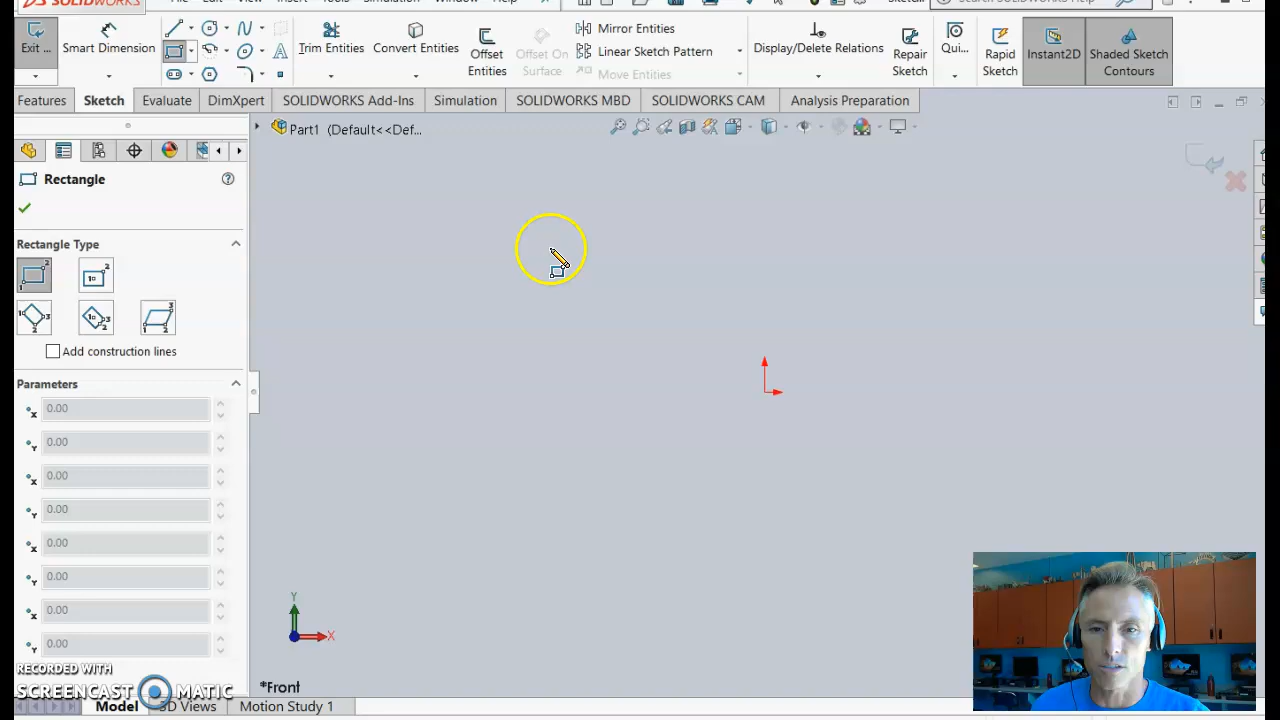 SOLIDWORKS
Exit ...
Smart Dimension
Trim Entities
Convert Entities
Offset
Entities
Offset On
Surface
Mirror Entities
Linear Sketch Pattern
Move Entities
Display/Delete Relations
Repair
Sketch
Qui...
Rapid
Sketch
Instant2D
Shaded Sketch
Contours
Features
Sketch
Evaluate
DimXpert
SOLIDWORKS Add-Ins
Simulation
SOLIDWORKS MBD
SOLIDWORKS CAM
Analysis Preparation
Part1 (Default<<Def...
Rectangle
Rectangle Type
Add construction lines
Parameters
0.00
0.00
0.00
0.00
0.00
0.00
0.00
0.00
Y
X
*Front
RECORDED WITH
SCREENCAST MATIC
Model
3D Views
Motion Study 1